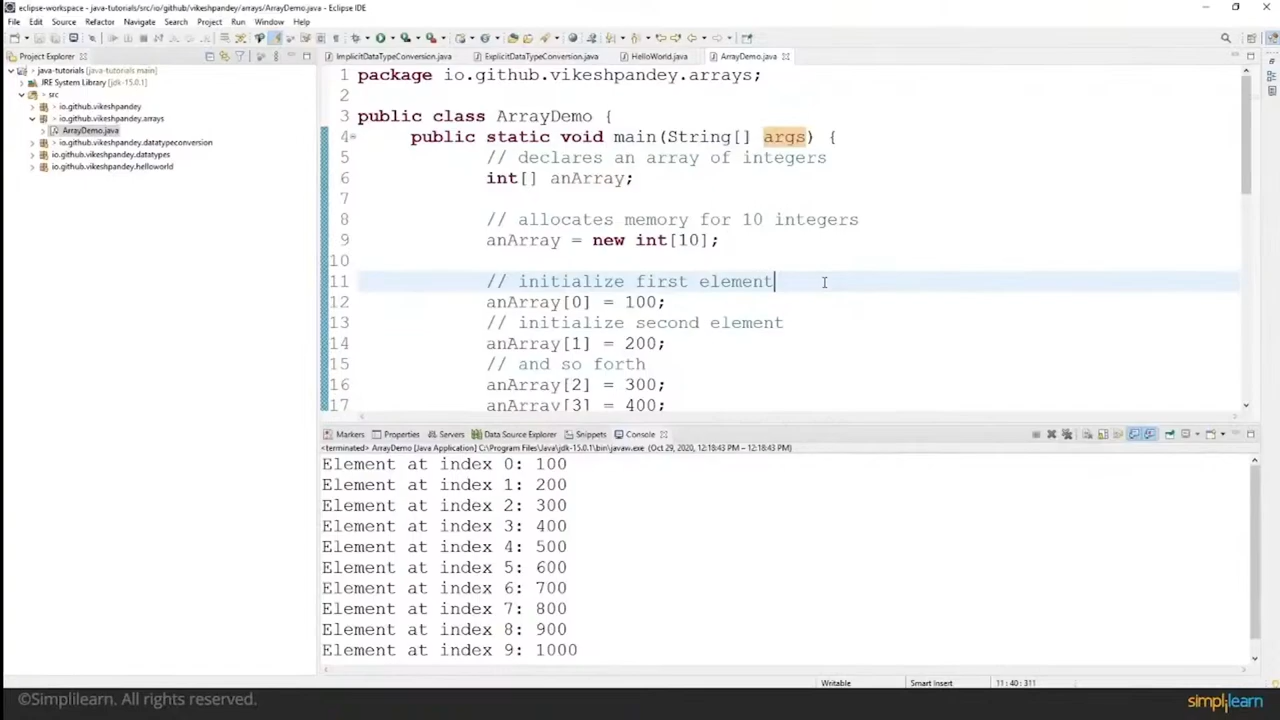 eclipse-workspace - java-tutorials/src/io/github/vikeshpandey/arrays/ArrayDemo.java - Eclipse IDE
File Edit Source Refactor Navigate Search Project Run Window Help
Project Explorer
java-tutorials [java-tutorials main]
JRE System Library [jdk-15.0.1]
src
io.github.vikeshpandey
io.github.vikeshpandey.arrays
ArrayDemo.java
io.github.vikeshpandey.datatypeconversion
io.github.vikeshpandey.datatypes
io.github.vikeshpandey.helloworld
ImplicitDataTypeConversion.java ExplicitDataTypeConversion.java HelloWorld.java ArrayDemo.java
1 package io.github.vikeshpandey.arrays;
2
3 public class ArrayDemo {
4 public static void main(String[] args) {
5 // declares an array of integers
6 int[] anArray;
7
8 // allocates memory for 10 integers
9 anArray = new int[10];
10
11 // initialize first element
12 anArray[0] = 100;
13 // initialize second element
14 anArray[1] = 200;
15 // and so forth
16 anArray[2] = 300;
17 anArray[3] = 400;
Markers Properties Servers Data Source Explorer Snippets Console
<terminated> ArrayDemo [Java Application] C:\Program Files\Java\jdk-15.0.1\bin\javaw.exe (Oct 29, 2020, 12:18:43 PM – 12:18:43 PM)
Element at index 0: 100
Element at index 1: 200
Element at index 2: 300
Element at index 3: 400
Element at index 4: 500
Element at index 5: 600
Element at index 6: 700
Element at index 7: 800
Element at index 8: 900
Element at index 9: 1000
Writable Smart Insert 11 : 40 : 311
©Simplilearn. All rights reserved.
simplilearn